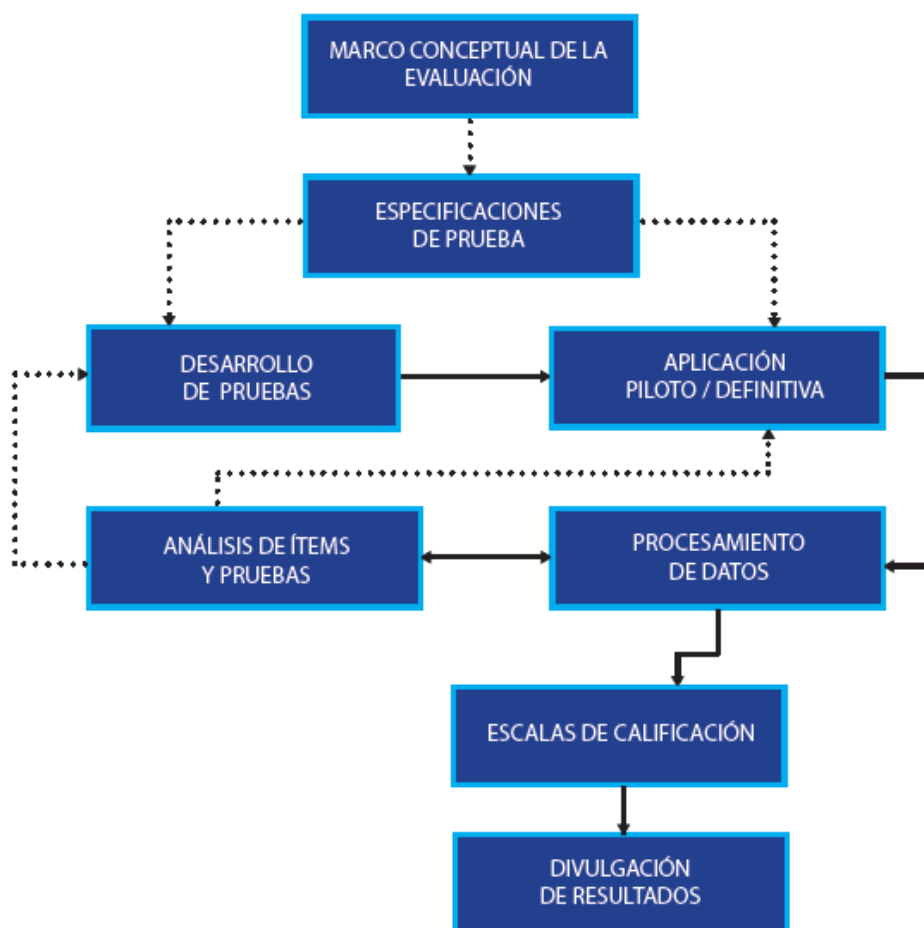 MARCO CONCEPTUAL DE LA
EVALUACIÓN
ESPECIFICACIONES
DE PRUEBA
DESARROLLO
DE PRUEBAS
APLICACIÓN
PILOTO / DEFINITIVA
ANÁLISIS DE ÍTEMS
Y PRUEBAS
PROCESAMIENTO
DE DATOS
ESCALAS DE CALIFICACIÓN
DIVULGACIÓN
DE RESULTADOS